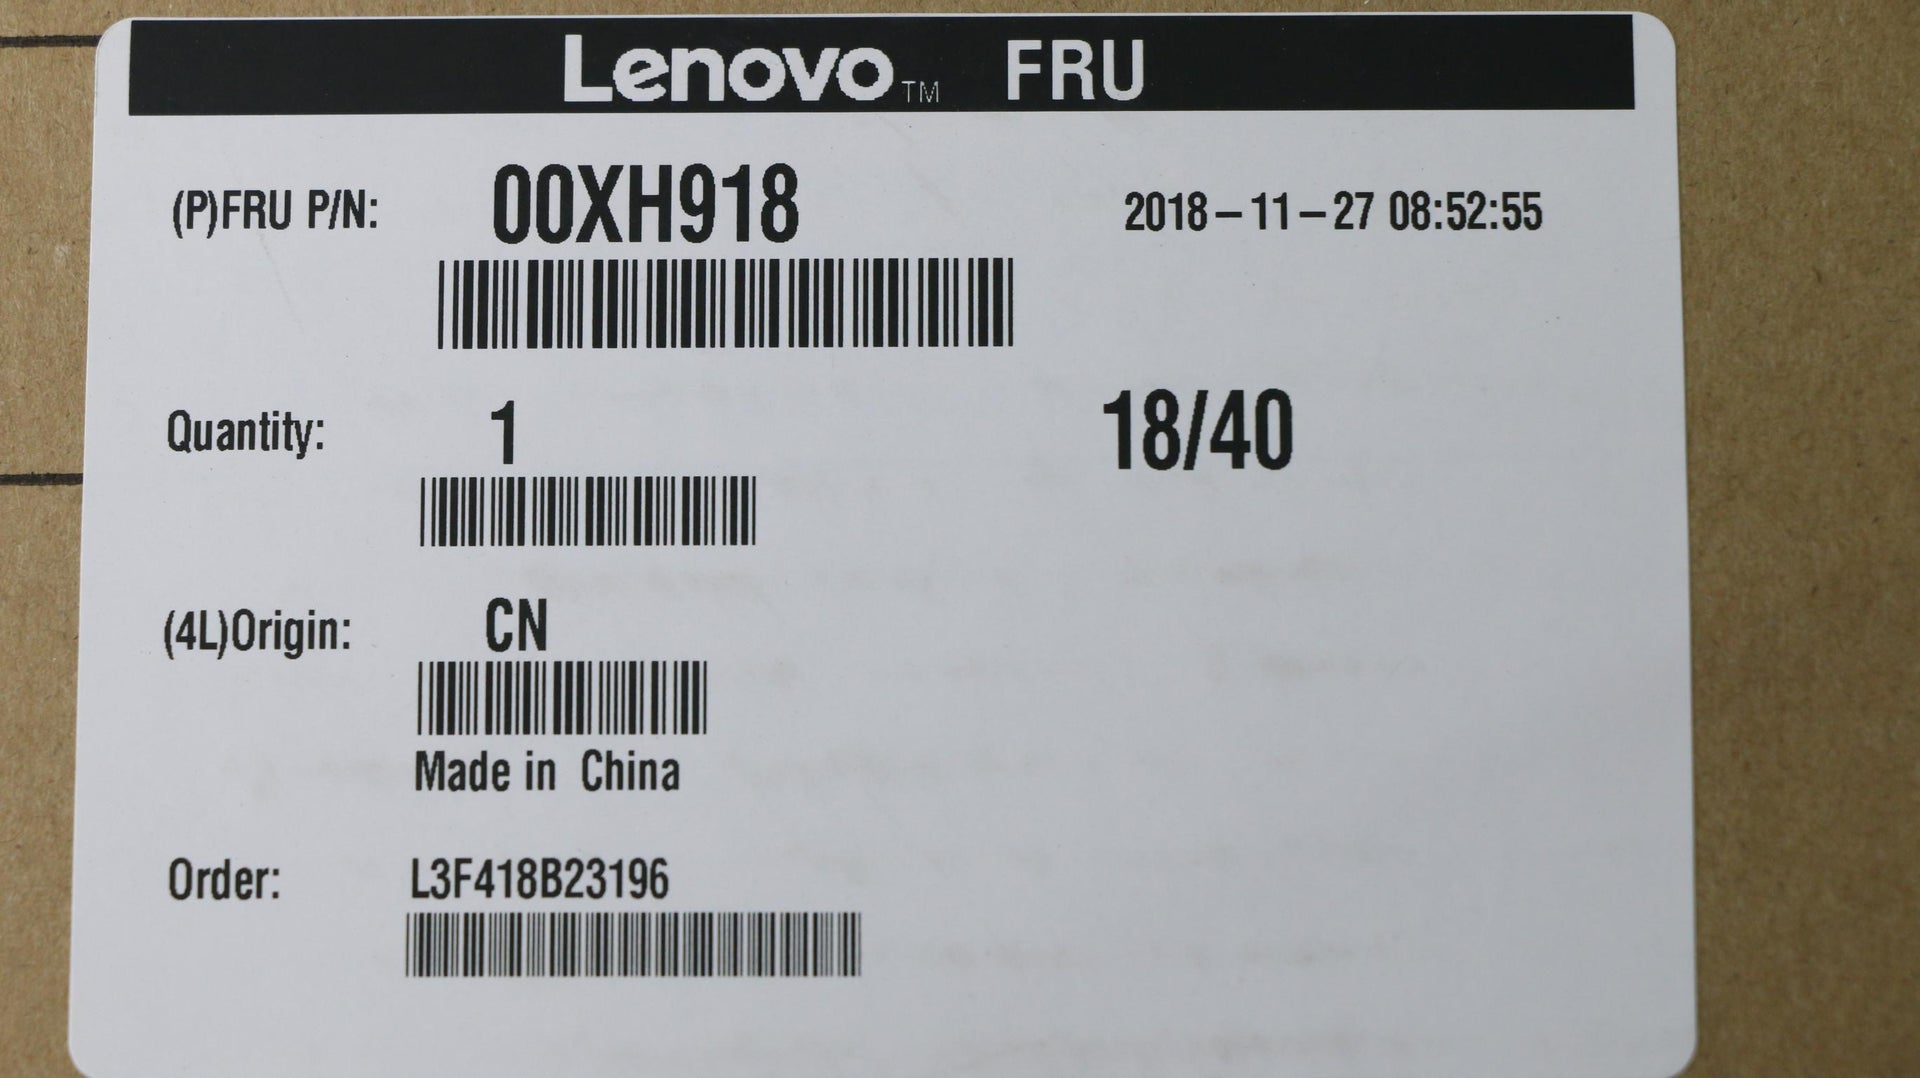 Lenovo™ FRU
(P)FRU P/N: 00XH918 2018-11-27 08:52:55
Quantity: 1 18/40
(4L)Origin: CN
Made in China
Order: L3F418B23196